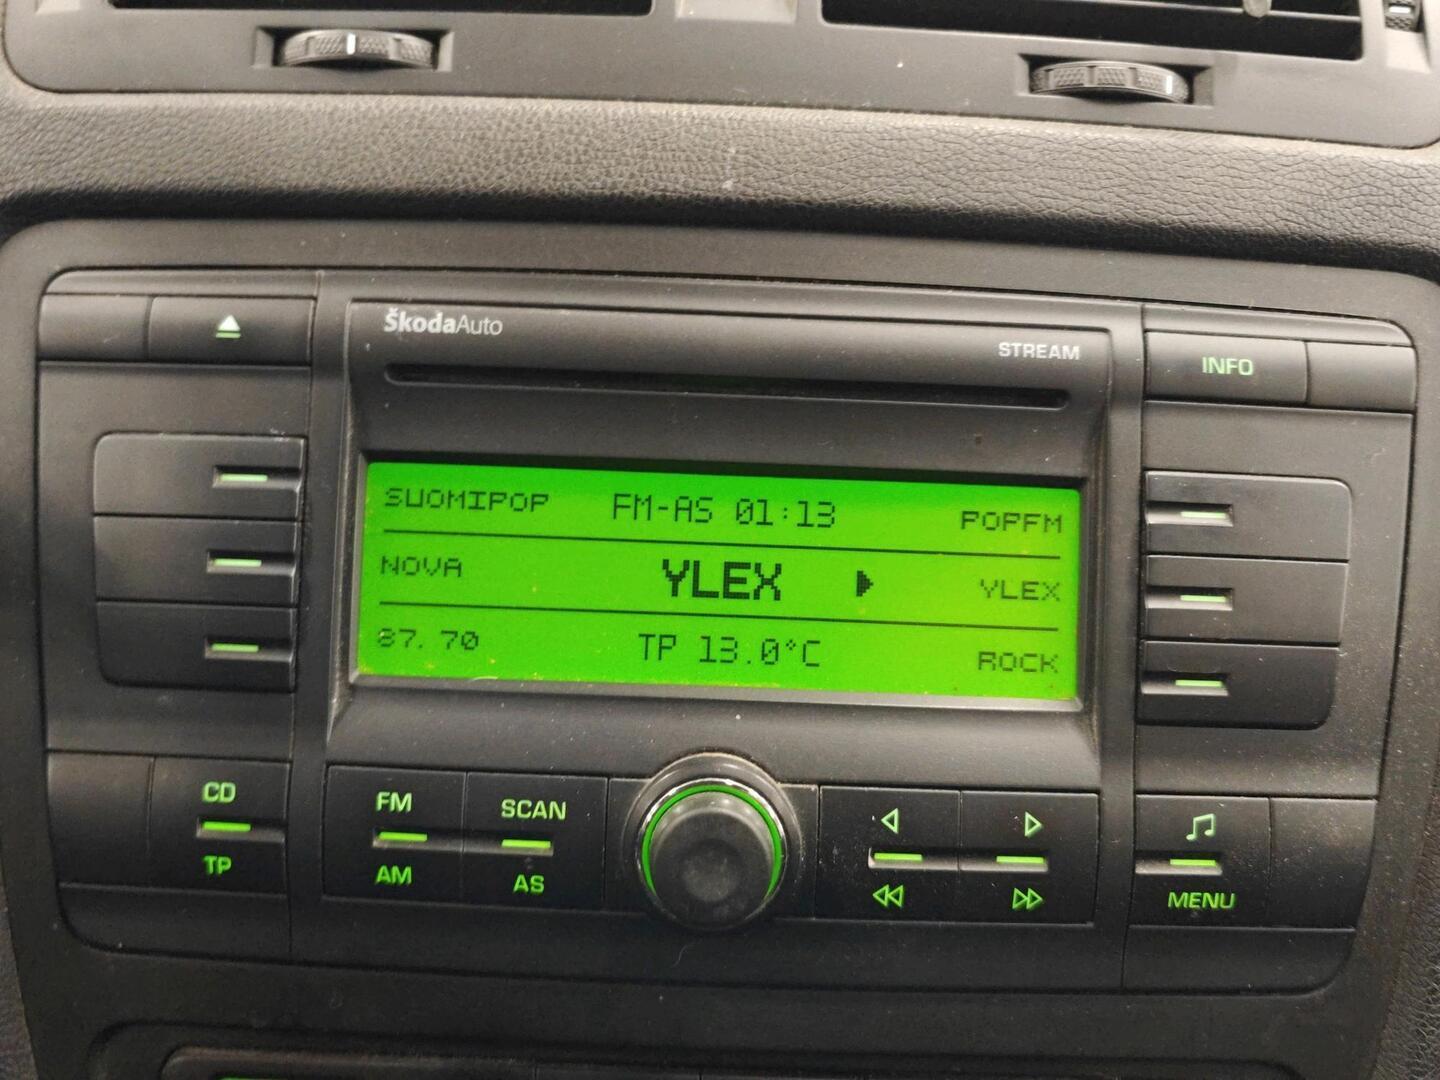 ŠkodaAuto
STREAM
INFO
SUOMIPOP FM-AS 01:13 POPFM
NOVA YLEX YLEX
87.70 TP 13.0°C ROCK
CD
TP
FM
AM
SCAN
AS
MENU